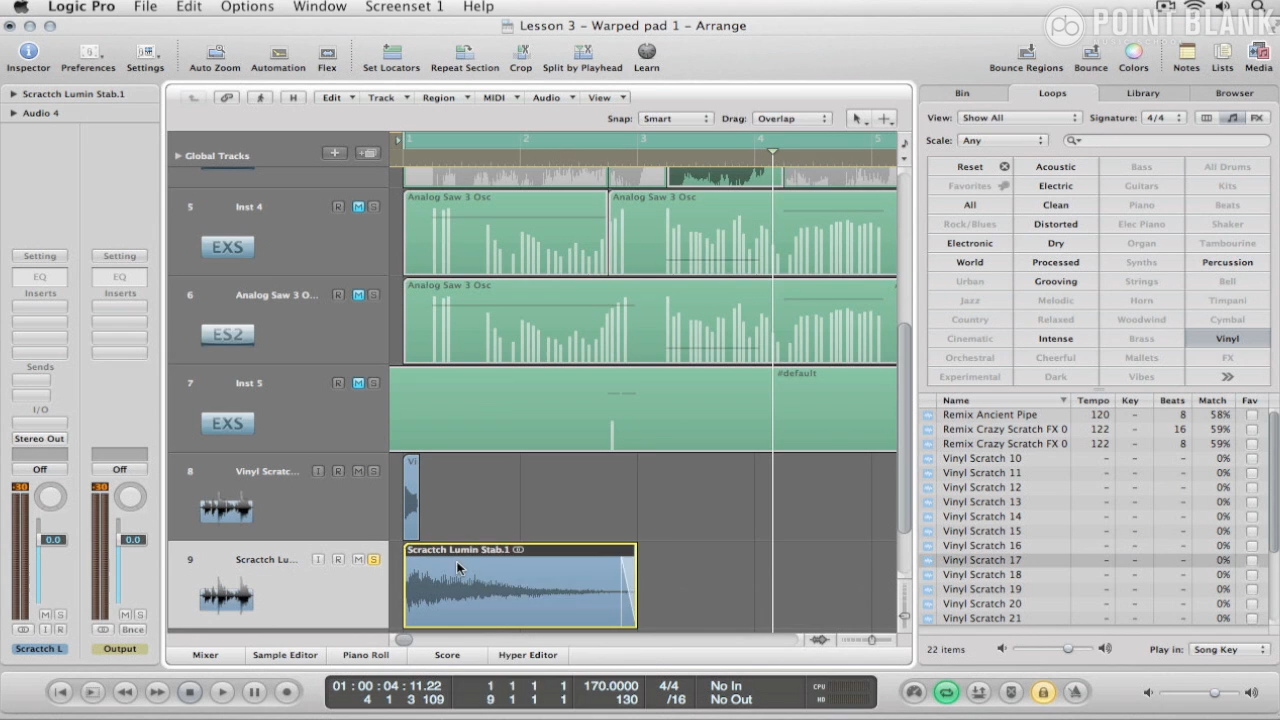 Logic Pro File Edit Options Window Screenset 1 Help
Lesson 3 - Warped pad 1 - Arrange
POINT BLANK
Inspector Preferences Settings Auto Zoom Automation Flex Set Locators Repeat Section Crop Split by Playhead Learn Bounce Regions Bounce Colors Notes Lists Media
Scractch Lumin Stab.1
Audio 4
H Edit Track Region MIDI Audio View
Snap: Smart Drag: Overlap
Global Tracks
1 2 3 4 5
5 Inst 4 R M S
EXS
Analog Saw 3 Osc Analog Saw 3 Osc
6 Analog Saw 3 O... R M S
ES2
Analog Saw 3 Osc
7 Inst 5 R M S
EXS
#default
8 Vinyl Scratc... I R M S
Vi
9 Scractch Lu... I R M S
Scractch Lumin Stab.1
Setting Setting
EQ EQ
Inserts Inserts
Sends
I/O
Stereo Out
Off Off
-30 -30
0.0 0.0
M S M S
I R Bnce
Scractch L Output
Mixer Sample Editor Piano Roll Score Hyper Editor
Bin Loops Library Browser
View: Show All Signature: 4/4 FX
Scale: Any
Reset Acoustic Bass All Drums
Favorites Electric Guitars Kits
All Clean Piano Beats
Rock/Blues Distorted Elec Piano Shaker
Electronic Dry Organ Tambourine
World Processed Synths Percussion
Urban Grooving Strings Bell
Jazz Melodic Horn Timpani
Country Relaxed Woodwind Cymbal
Cinematic Intense Brass Vinyl
Orchestral Cheerful Mallets FX
Experimental Dark Vibes
Name Tempo Key Beats Match Fav
Remix Ancient Pipe 120 - 8 58%
Remix Crazy Scratch FX 0 122 - 16 59%
Remix Crazy Scratch FX 0 122 - 8 59%
Vinyl Scratch 10 - - - 0%
Vinyl Scratch 11 - - - 0%
Vinyl Scratch 12 - - - 0%
Vinyl Scratch 13 - - - 0%
Vinyl Scratch 14 - - - 0%
Vinyl Scratch 15 - - - 0%
Vinyl Scratch 16 - - - 0%
Vinyl Scratch 17 - - - 0%
Vinyl Scratch 18 - - - 0%
Vinyl Scratch 19 - - - 0%
Vinyl Scratch 20 - - - 0%
Vinyl Scratch 21 - - - 0%
22 items Play in: Song Key
01 : 00 : 04 : 11.22 1 1 1 1 170.0000 4/4 No In CPU
4 1 3 109 9 1 1 1 130 /16 No Out HD